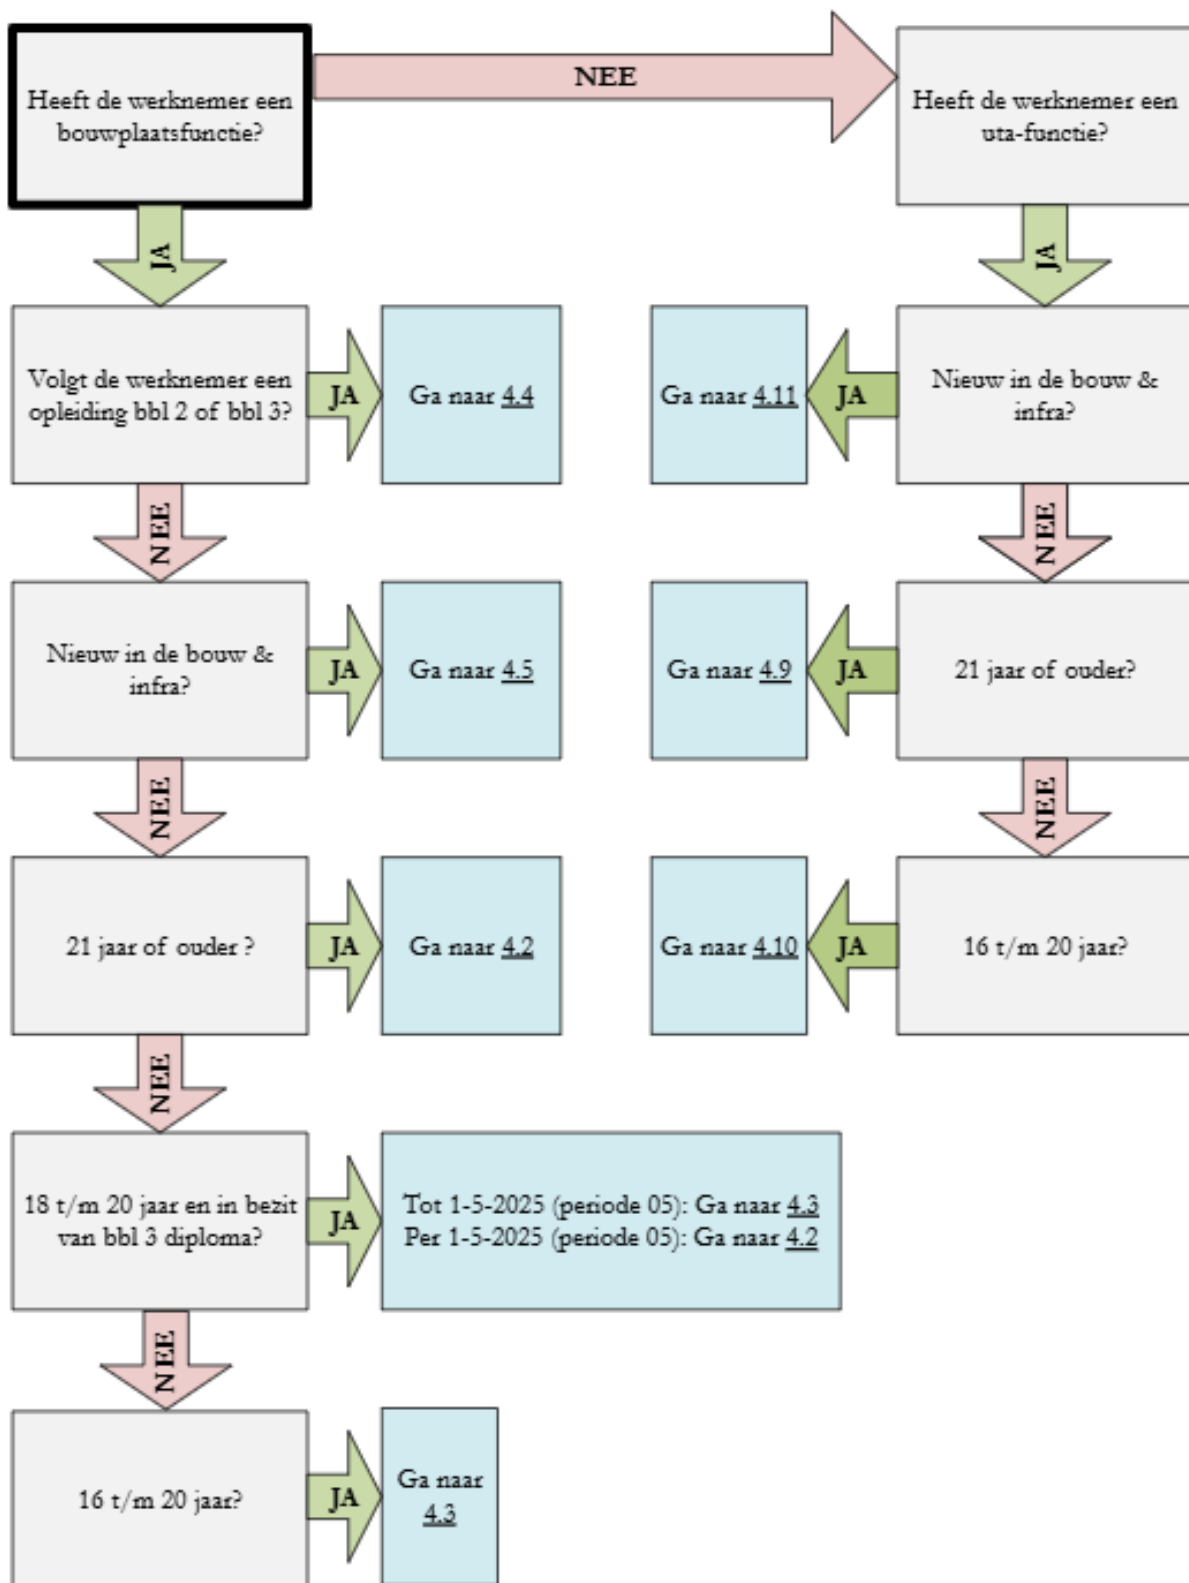 Heeft de werknemer een
bouwplaatsfunctie?
NEE
Heeft de werknemer een
uta-functie?
JA
JA
Volgt de werknemer een
opleiding bbl 2 of bbl 3?
JA
Ga naar 4.4
Ga naar 4.11
JA
Nieuw in de bouw &
infra?
NEE
NEE
Nieuw in de bouw &
infra?
JA
Ga naar 4.5
Ga naar 4.9
JA
21 jaar of ouder?
NEE
NEE
21 jaar of ouder ?
JA
Ga naar 4.2
Ga naar 4.10
JA
16 t/m 20 jaar?
NEE
18 t/m 20 jaar en in bezit
van bbl 3 diploma?
JA
Tot 1-5-2025 (periode 05): Ga naar 4.3
Per 1-5-2025 (periode 05): Ga naar 4.2
NEE
16 t/m 20 jaar?
JA
Ga naar
4.3